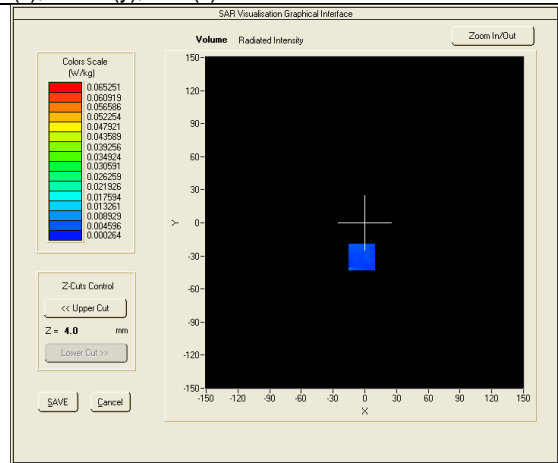 SAR Visualisation Graphical Interface
Volume Radiated Intensity
Zoom In/Out
Colors Scale
(W/kg)
0.065251
0.060919
0.056586
0.052254
0.047921
0.043589
0.039256
0.034924
0.030591
0.026259
0.021926
0.017594
0.013261
0.008929
0.004596
0.000264
Z-Cuts Control
<< Upper Cut
Z = 4.0 mm
Lower Cut >>
SAVE Cancel
150
120
90
60
30
0
-30
-60
-90
-120
-150
Y
-150 -120 -90 -60 -30 0 30 60 90 120 150
X